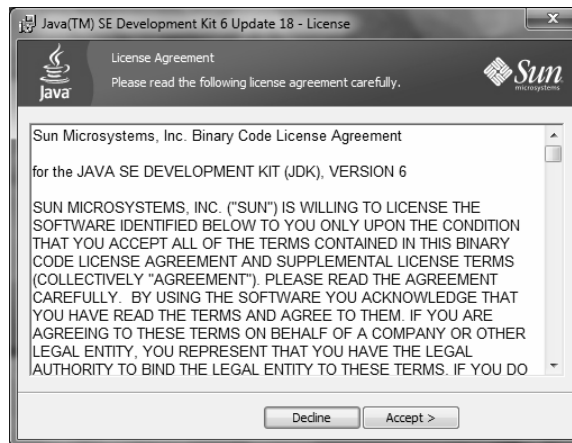 Java(TM) SE Development Kit 6 Update 18 - License
License Agreement
Please read the following license agreement carefully.
Java
Sun
microsystems
Sun Microsystems, Inc. Binary Code License Agreement
for the JAVA SE DEVELOPMENT KIT (JDK), VERSION 6
SUN MICROSYSTEMS, INC. ("SUN") IS WILLING TO LICENSE THE
SOFTWARE IDENTIFIED BELOW TO YOU ONLY UPON THE CONDITION
THAT YOU ACCEPT ALL OF THE TERMS CONTAINED IN THIS BINARY
CODE LICENSE AGREEMENT AND SUPPLEMENTAL LICENSE TERMS
(COLLECTIVELY "AGREEMENT"). PLEASE READ THE AGREEMENT
CAREFULLY. BY USING THE SOFTWARE YOU ACKNOWLEDGE THAT
YOU HAVE READ THE TERMS AND AGREE TO THEM. IF YOU ARE
AGREEING TO THESE TERMS ON BEHALF OF A COMPANY OR OTHER
LEGAL ENTITY, YOU REPRESENT THAT YOU HAVE THE LEGAL
AUTHORITY TO BIND THE LEGAL ENTITY TO THESE TERMS. IF YOU DO
Decline
Accept >